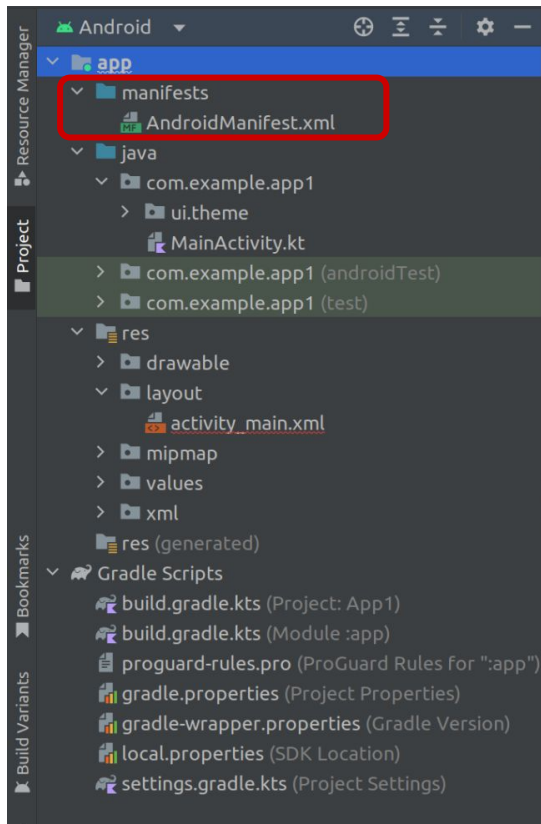 Android
app
manifests
AndroidManifest.xml
java
com.example.app1
ui.theme
MainActivity.kt
com.example.app1 (androidTest)
com.example.app1 (test)
res
drawable
layout
activity_main.xml
mipmap
values
xml
res (generated)
Gradle Scripts
build.gradle.kts (Project: App1)
build.gradle.kts (Module :app)
proguard-rules.pro (ProGuard Rules for ":app")
gradle.properties (Project Properties)
gradle-wrapper.properties (Gradle Version)
local.properties (SDK Location)
settings.gradle.kts (Project Settings)
Resource Manager
Project
Bookmarks
Build Variants
MF